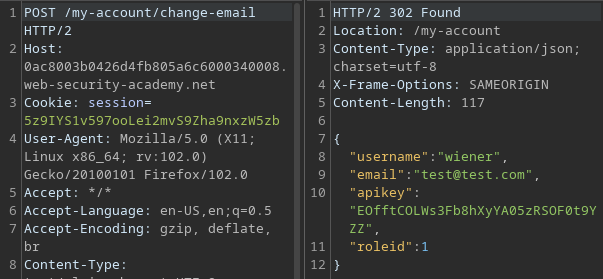 1 POST /my-account/change-email
HTTP/2
2 Host:
0ac8003b0426d4fb805a6c6000340008.
web-security-academy.net
3 Cookie: session=
5z9IYS1v597ooLei2mvS9Zha9nxzW5zb
4 User-Agent: Mozilla/5.0 (X11;
Linux x86_64; rv:102.0)
Gecko/20100101 Firefox/102.0
5 Accept: */*
6 Accept-Language: en-US,en;q=0.5
7 Accept-Encoding: gzip, deflate,
br
8 Content-Type:
1 HTTP/2 302 Found
2 Location: /my-account
3 Content-Type: application/json;
charset=utf-8
4 X-Frame-Options: SAMEORIGIN
5 Content-Length: 117
6
7 {
8 "username":"wiener",
9 "email":"test@test.com",
10 "apikey":
"EOfftCOLWs3Fb8hXyYA05zRSOF0t9Y
ZZ",
11 "roleid":1
12 }